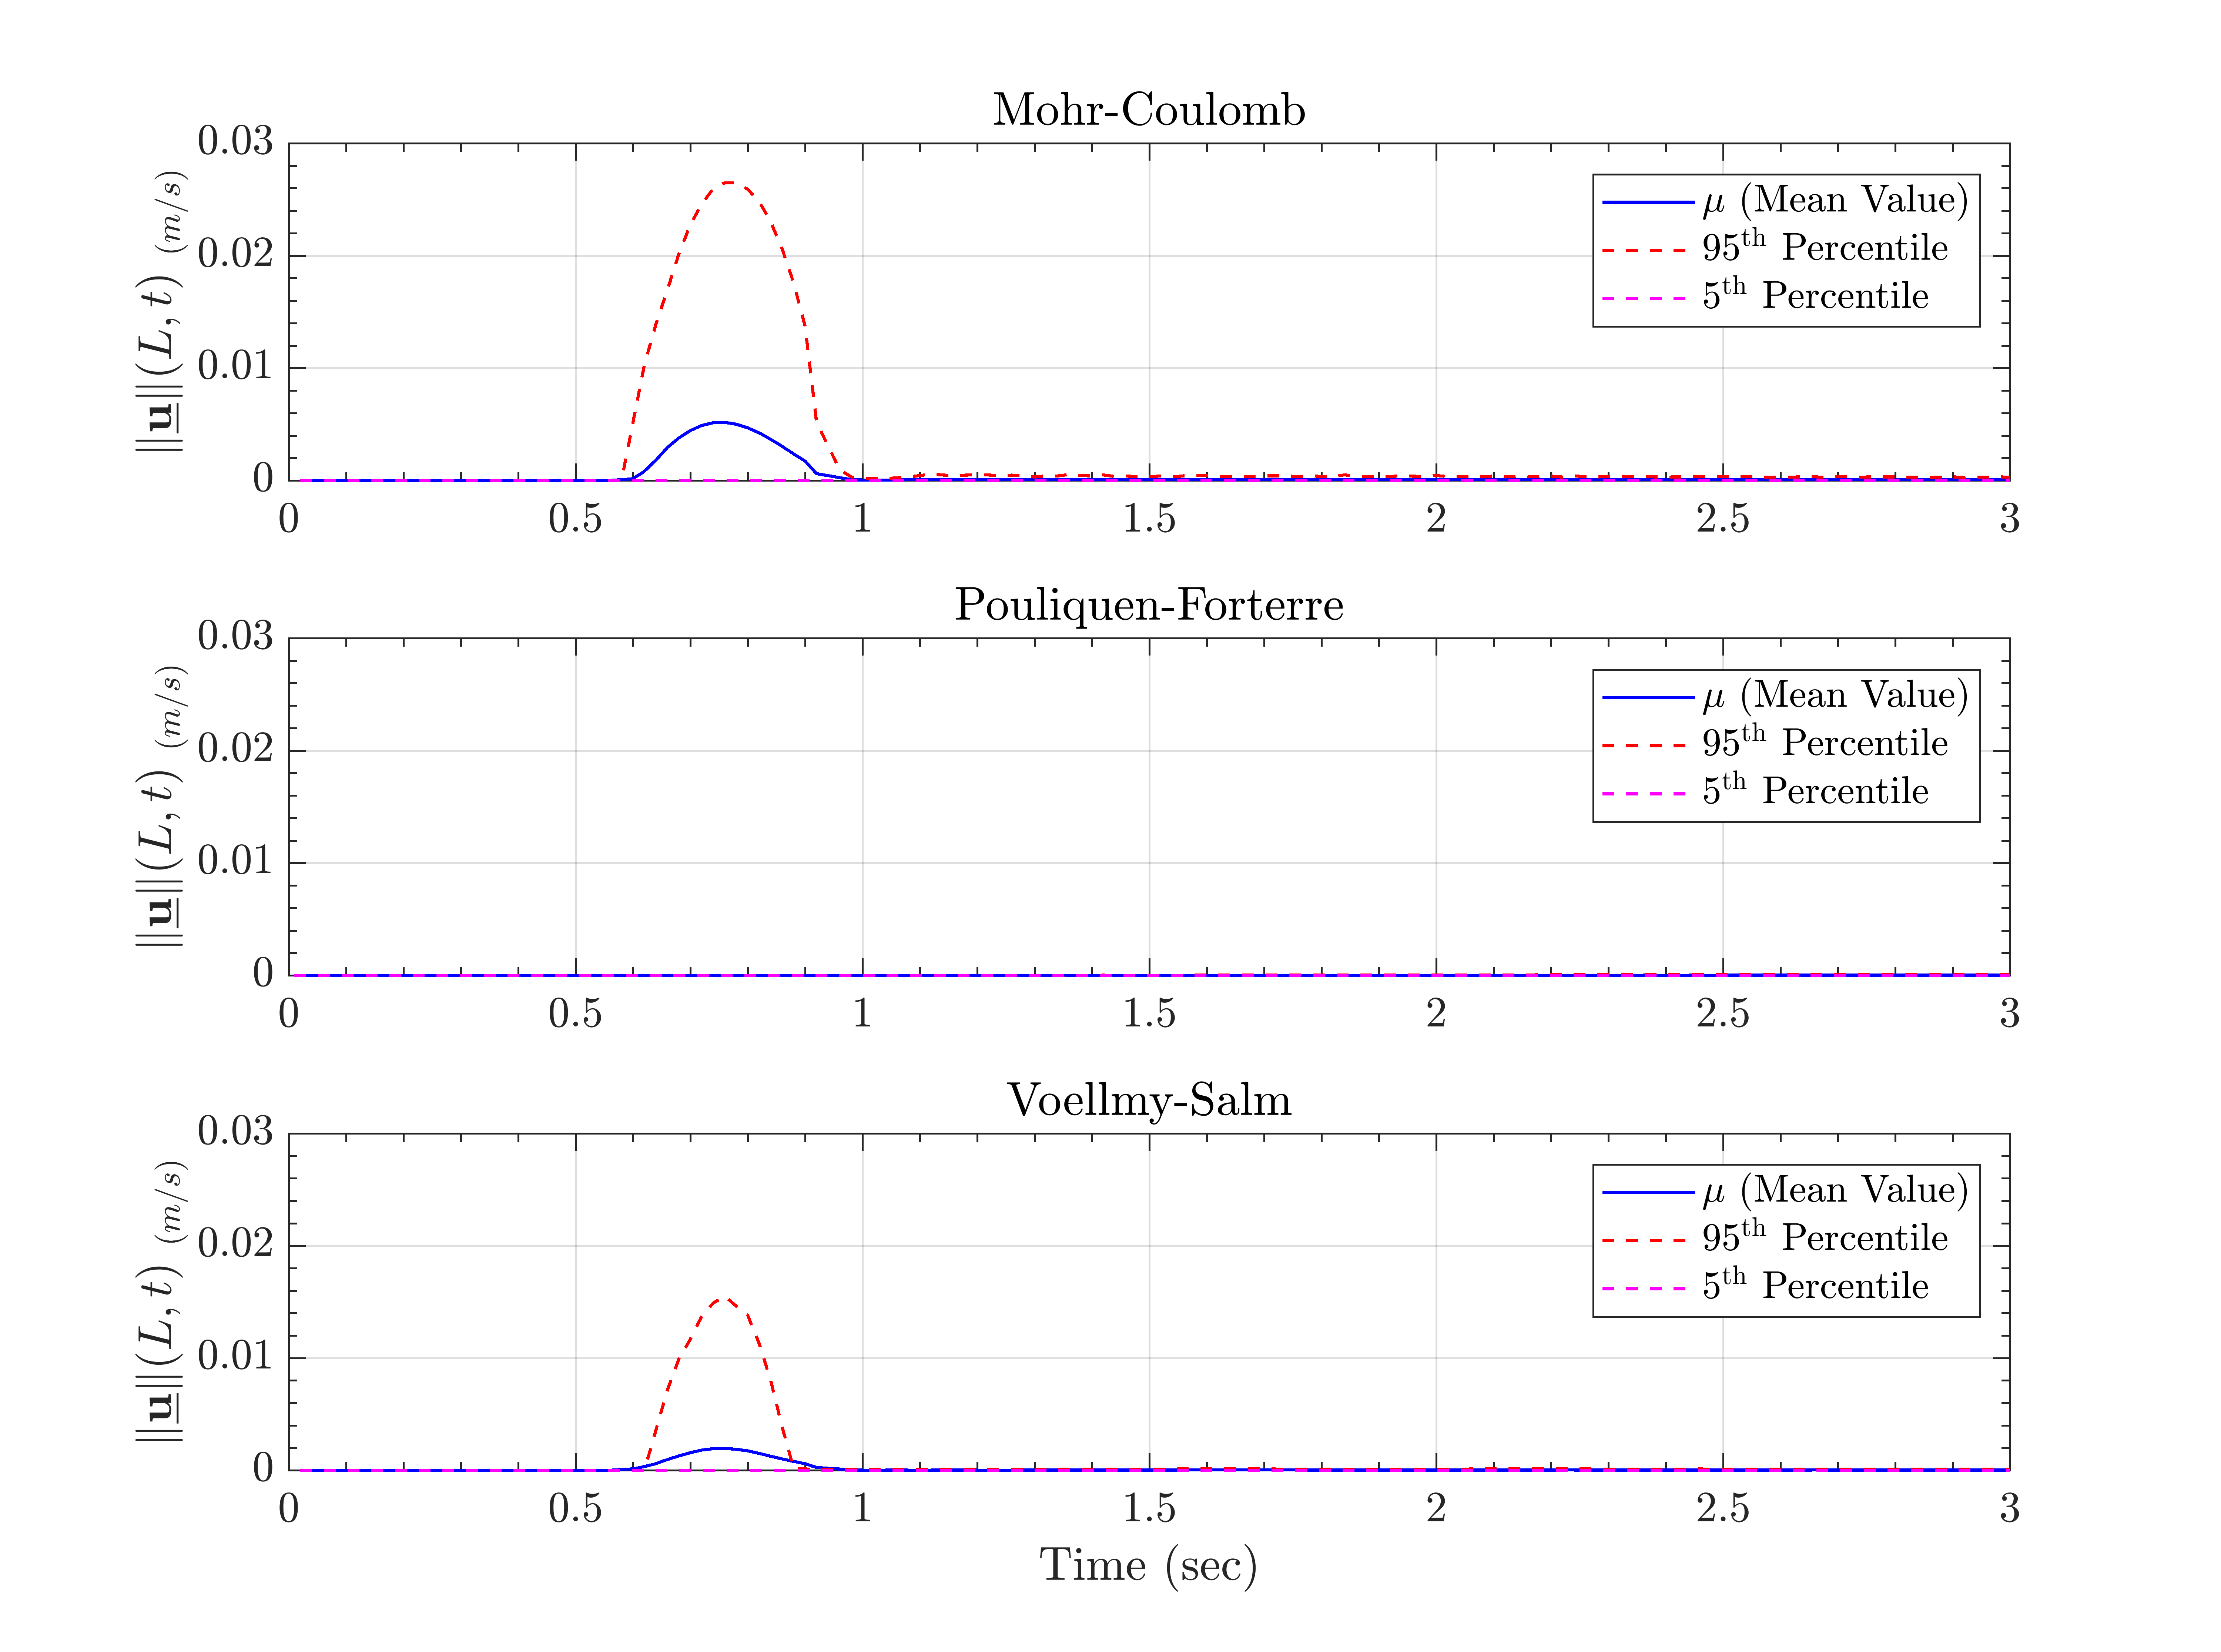 Mohr-Coulomb
||u||(L, t) (m/s)
0.03
0.02
0.01
0
0 0.5 1 1.5 2 2.5 3
μ (Mean Value)
95th Percentile
5th Percentile
Pouliquen-Forterre
||u||(L, t) (m/s)
0.03
0.02
0.01
0
0 0.5 1 1.5 2 2.5 3
μ (Mean Value)
95th Percentile
5th Percentile
Voellmy-Salm
||u||(L, t) (m/s)
0.03
0.02
0.01
0
0 0.5 1 1.5 2 2.5 3
μ (Mean Value)
95th Percentile
5th Percentile
Time (sec)